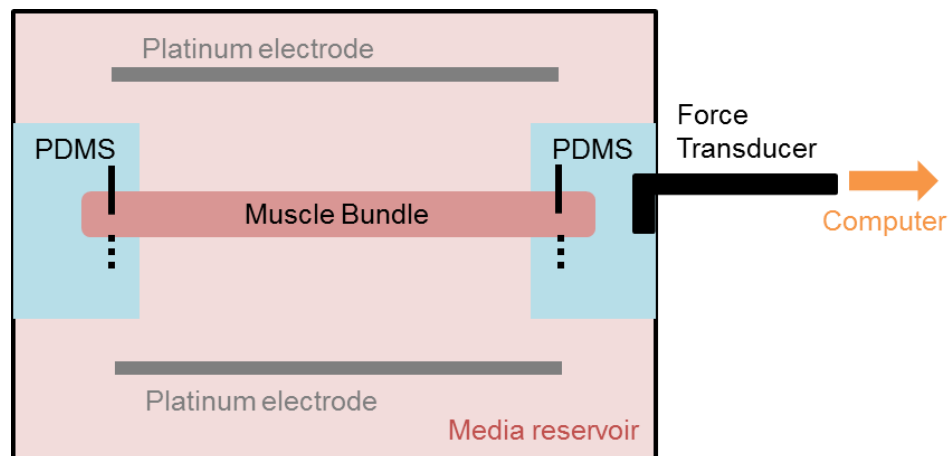 Platinum electrode
PDMS
PDMS
Force
Transducer
Muscle Bundle
Computer
Platinum electrode
Media reservoir